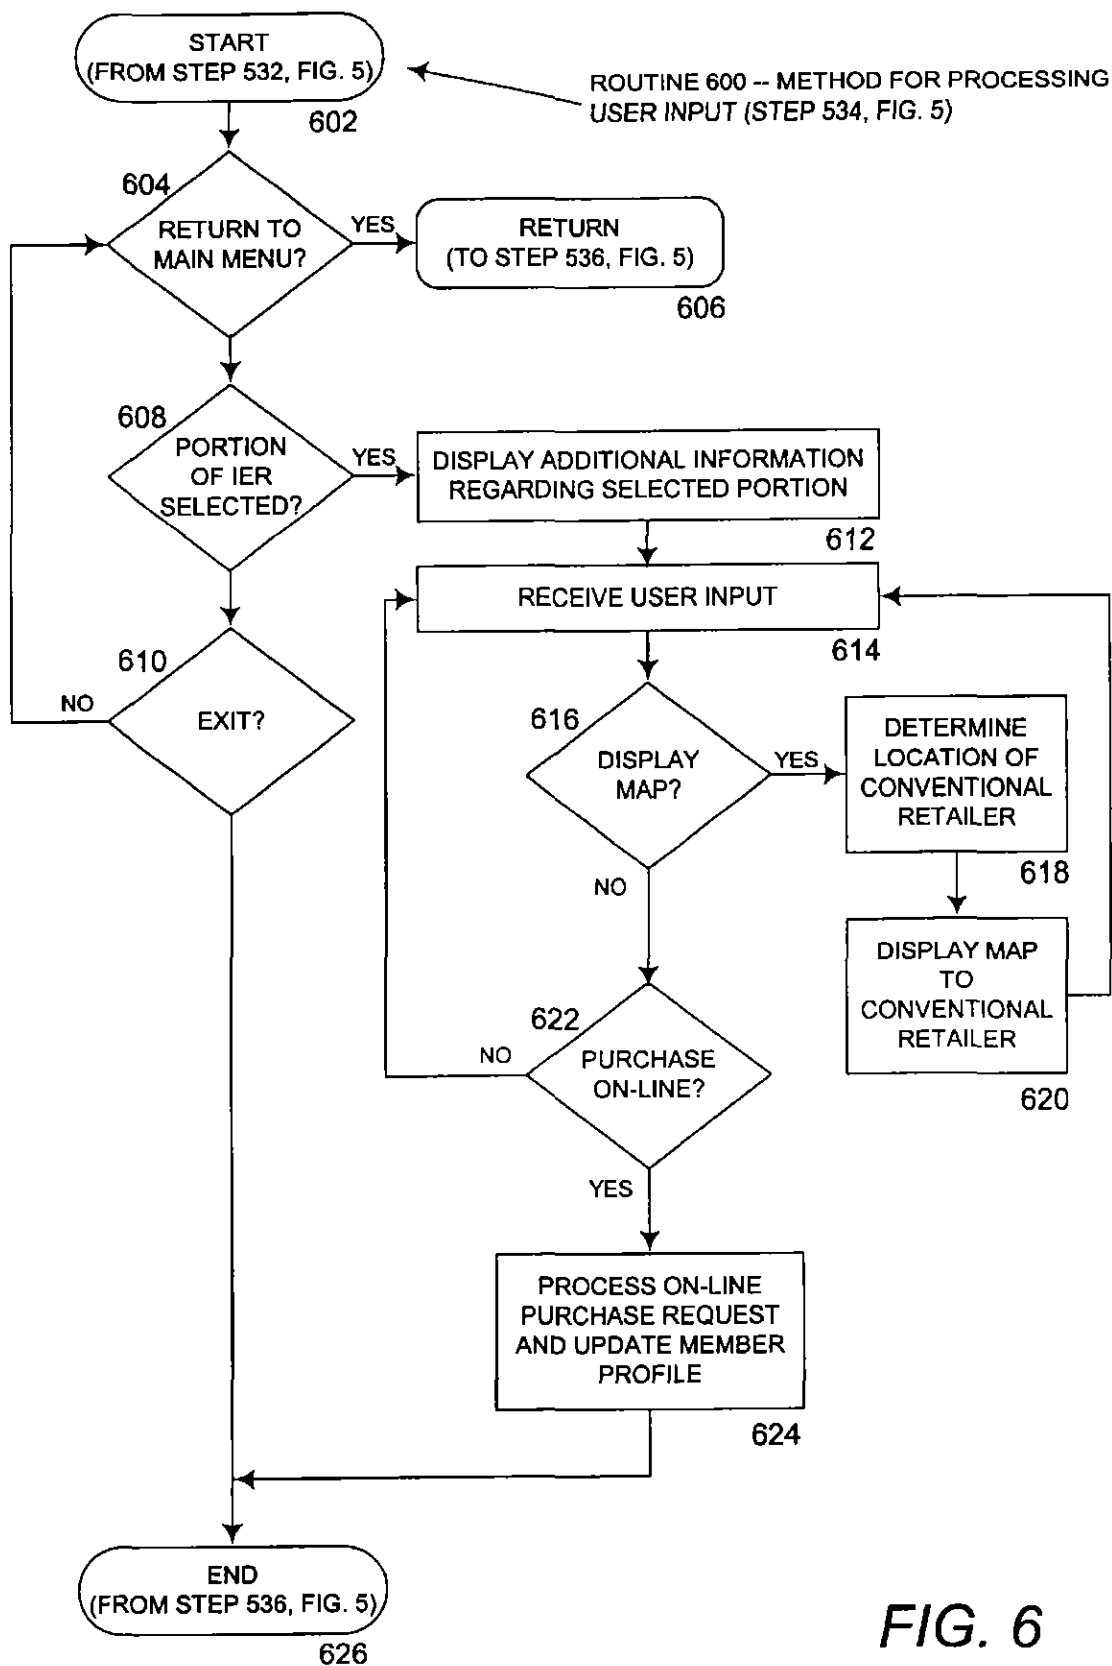 START
(FROM STEP 532, FIG. 5)
602
ROUTINE 600 -- METHOD FOR PROCESSING
USER INPUT (STEP 534, FIG. 5)
604
RETURN TO
MAIN MENU?
YES
RETURN
(TO STEP 536, FIG. 5)
606
608
PORTION
OF IER
SELECTED?
YES
DISPLAY ADDITIONAL INFORMATION
REGARDING SELECTED PORTION
612
RECEIVE USER INPUT
614
610
EXIT?
NO
616
DISPLAY
MAP?
YES
DETERMINE
LOCATION OF
CONVENTIONAL
RETAILER
618
NO
DISPLAY MAP
TO
CONVENTIONAL
RETAILER
620
622
PURCHASE
ON-LINE?
NO
YES
PROCESS ON-LINE
PURCHASE REQUEST
AND UPDATE MEMBER
PROFILE
624
END
(FROM STEP 536, FIG. 5)
626
FIG. 6